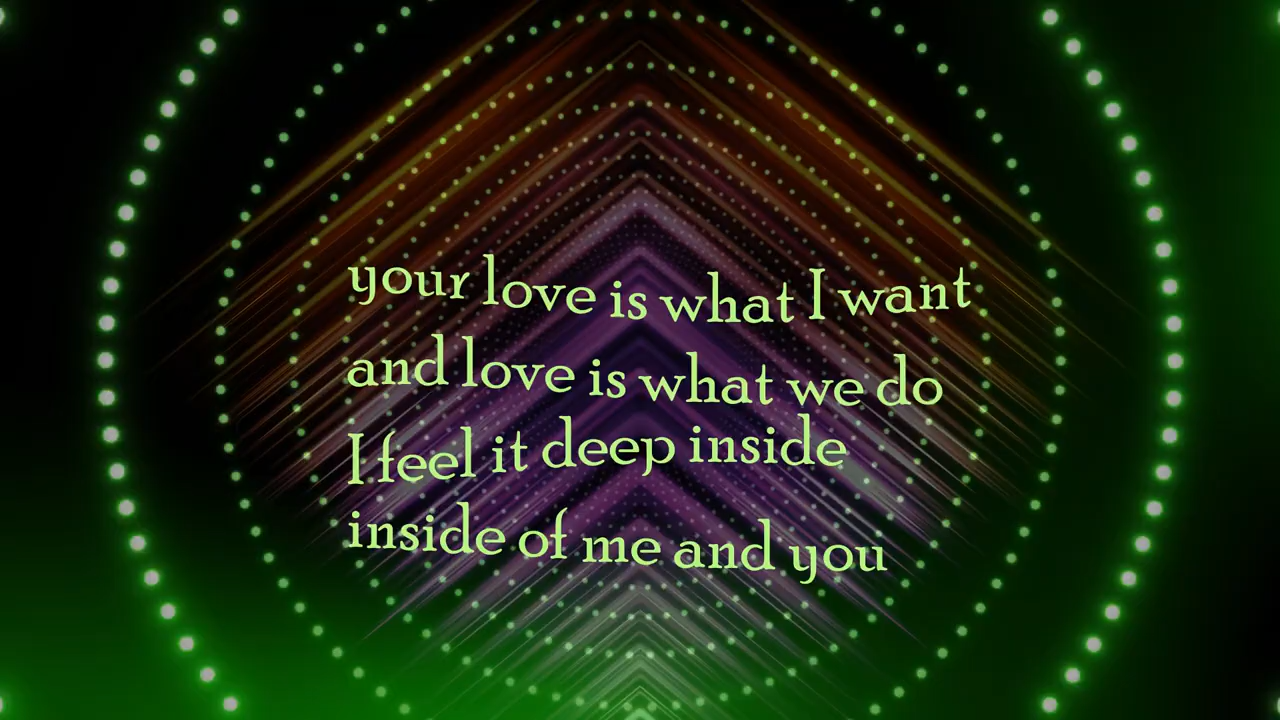 your love is what I want
and love is what we do
I feel it deep inside
inside of me and you